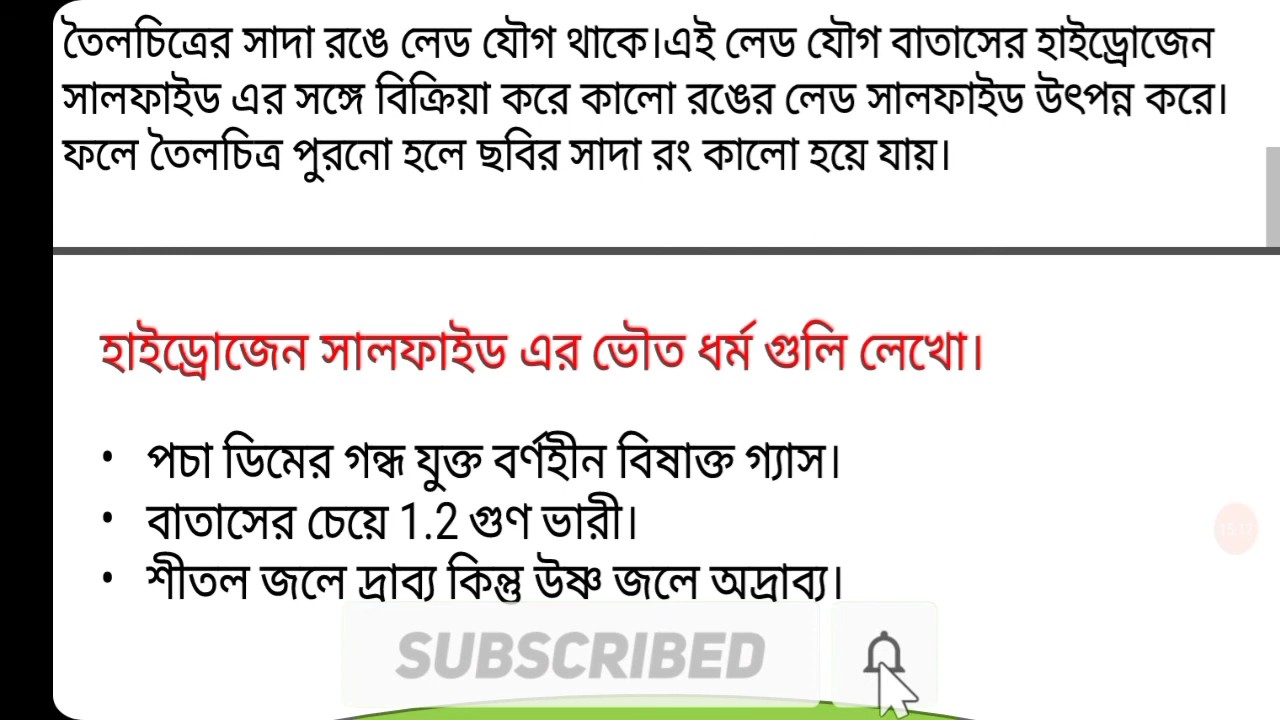 তৈলচিত্রের সাদা রঙে লেড যৌগ থাকে।এই লেড যৌগ বাতাসের হাইড্রোজেন
সালফাইড এর সঙ্গে বিক্রিয়া করে কালো রঙের লেড সালফাইড উৎপন্ন করে।
ফলে তৈলচিত্র পুরনো হলে ছবির সাদা রং কালো হয়ে যায়।
হাইড্রোজেন সালফাইড এর ভৌত ধর্ম গুলি লেখো।
• পচা ডিমের গন্ধ যুক্ত বর্ণহীন বিষাক্ত গ্যাস।
• বাতাসের চেয়ে 1.2 গুণ ভারী।
• শীতল জলে দ্রাব্য কিন্তু উষ্ণ জলে অদ্রাব্য।
SUBSCRIBED